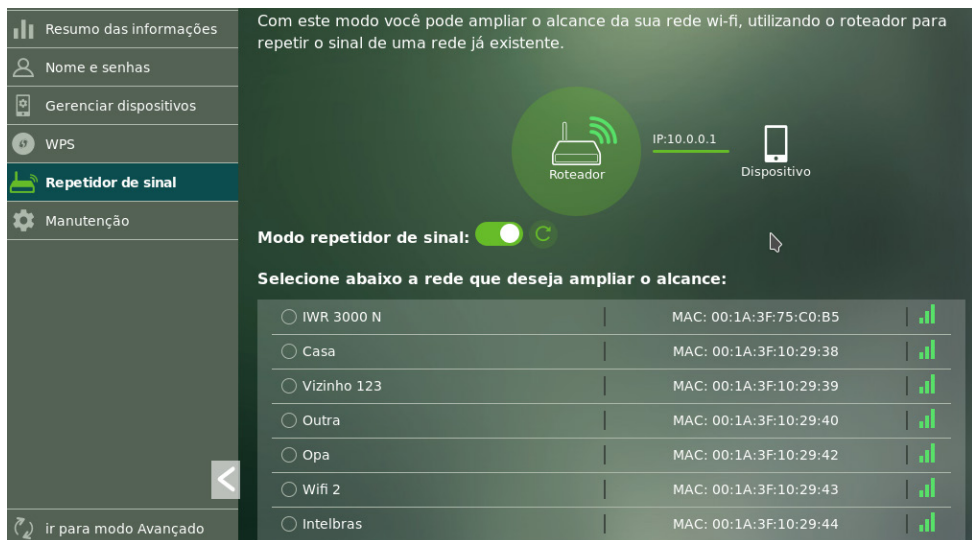 Resumo das informações
Nome e senhas
Gerenciar dispositivos
WPS
Repetidor de sinal
Manutenção
ir para modo Avançado
Com este modo você pode ampliar o alcance da sua rede wi-fi, utilizando o roteador para
repetir o sinal de uma rede já existente.
Roteador
IP:10.0.0.1
Dispositivo
Modo repetidor de sinal:
Selecione abaixo a rede que deseja ampliar o alcance:
IWR 3000 N | MAC: 00:1A:3F:75:C0:B5 |
Casa | MAC: 00:1A:3F:10:29:38 |
Vizinho 123 | MAC: 00:1A:3F:10:29:39 |
Outra | MAC: 00:1A:3F:10:29:40 |
Opa | MAC: 00:1A:3F:10:29:42 |
Wifi 2 | MAC: 00:1A:3F:10:29:43 |
Intelbras | MAC: 00:1A:3F:10:29:44 |